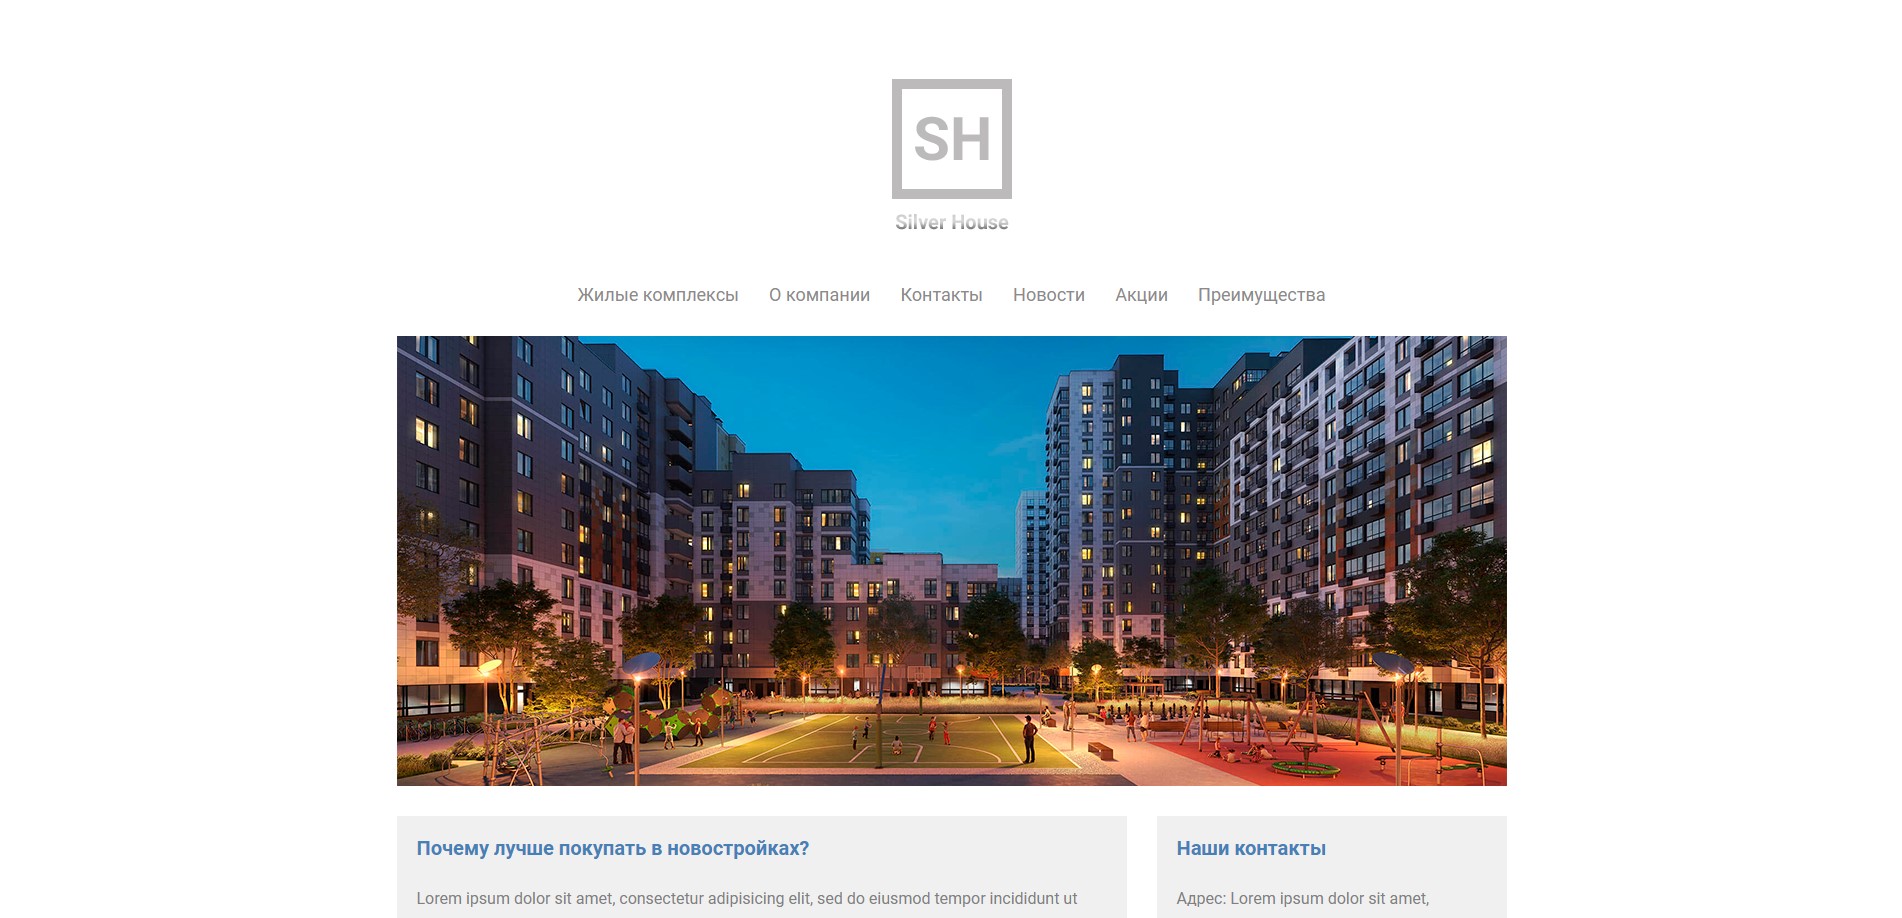 SH
Silver House
Жилые комплексы О компании Контакты Новости Акции Преимущества
Почему лучше покупать в новостройках?
Lorem ipsum dolor sit amet, consectetur adipisicing elit, sed do eiusmod tempor incididunt ut
Наши контакты
Адрес: Lorem ipsum dolor sit amet,